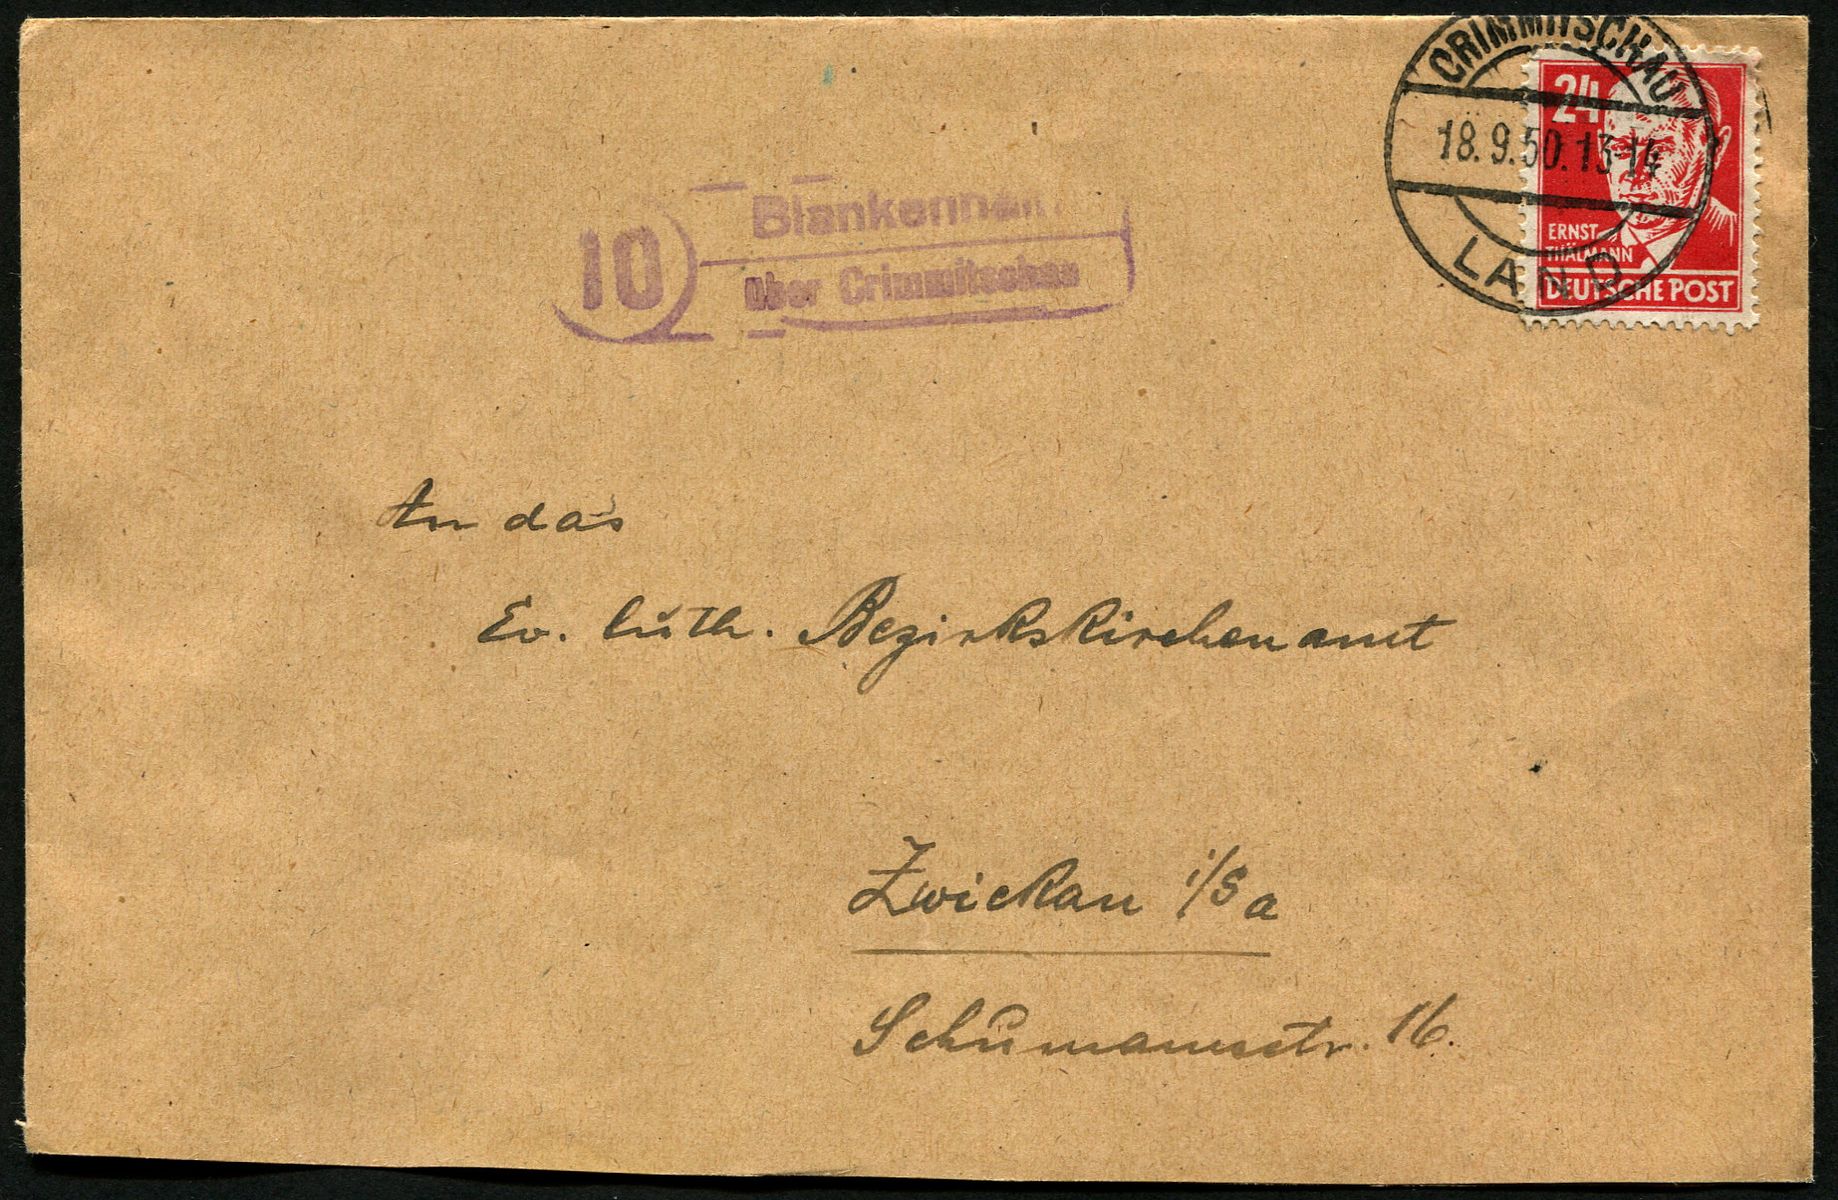 CRIMMITSCHAU
18.9.50.13-14
LAND
24
ERNST
THÄLMANN
DEUTSCHE POST
10
Blankenhain
über Crimmitschau
An das
Ev. luth. Bezirkskirchenamt
Zwickau i/Sa
Schumannstr. 16.